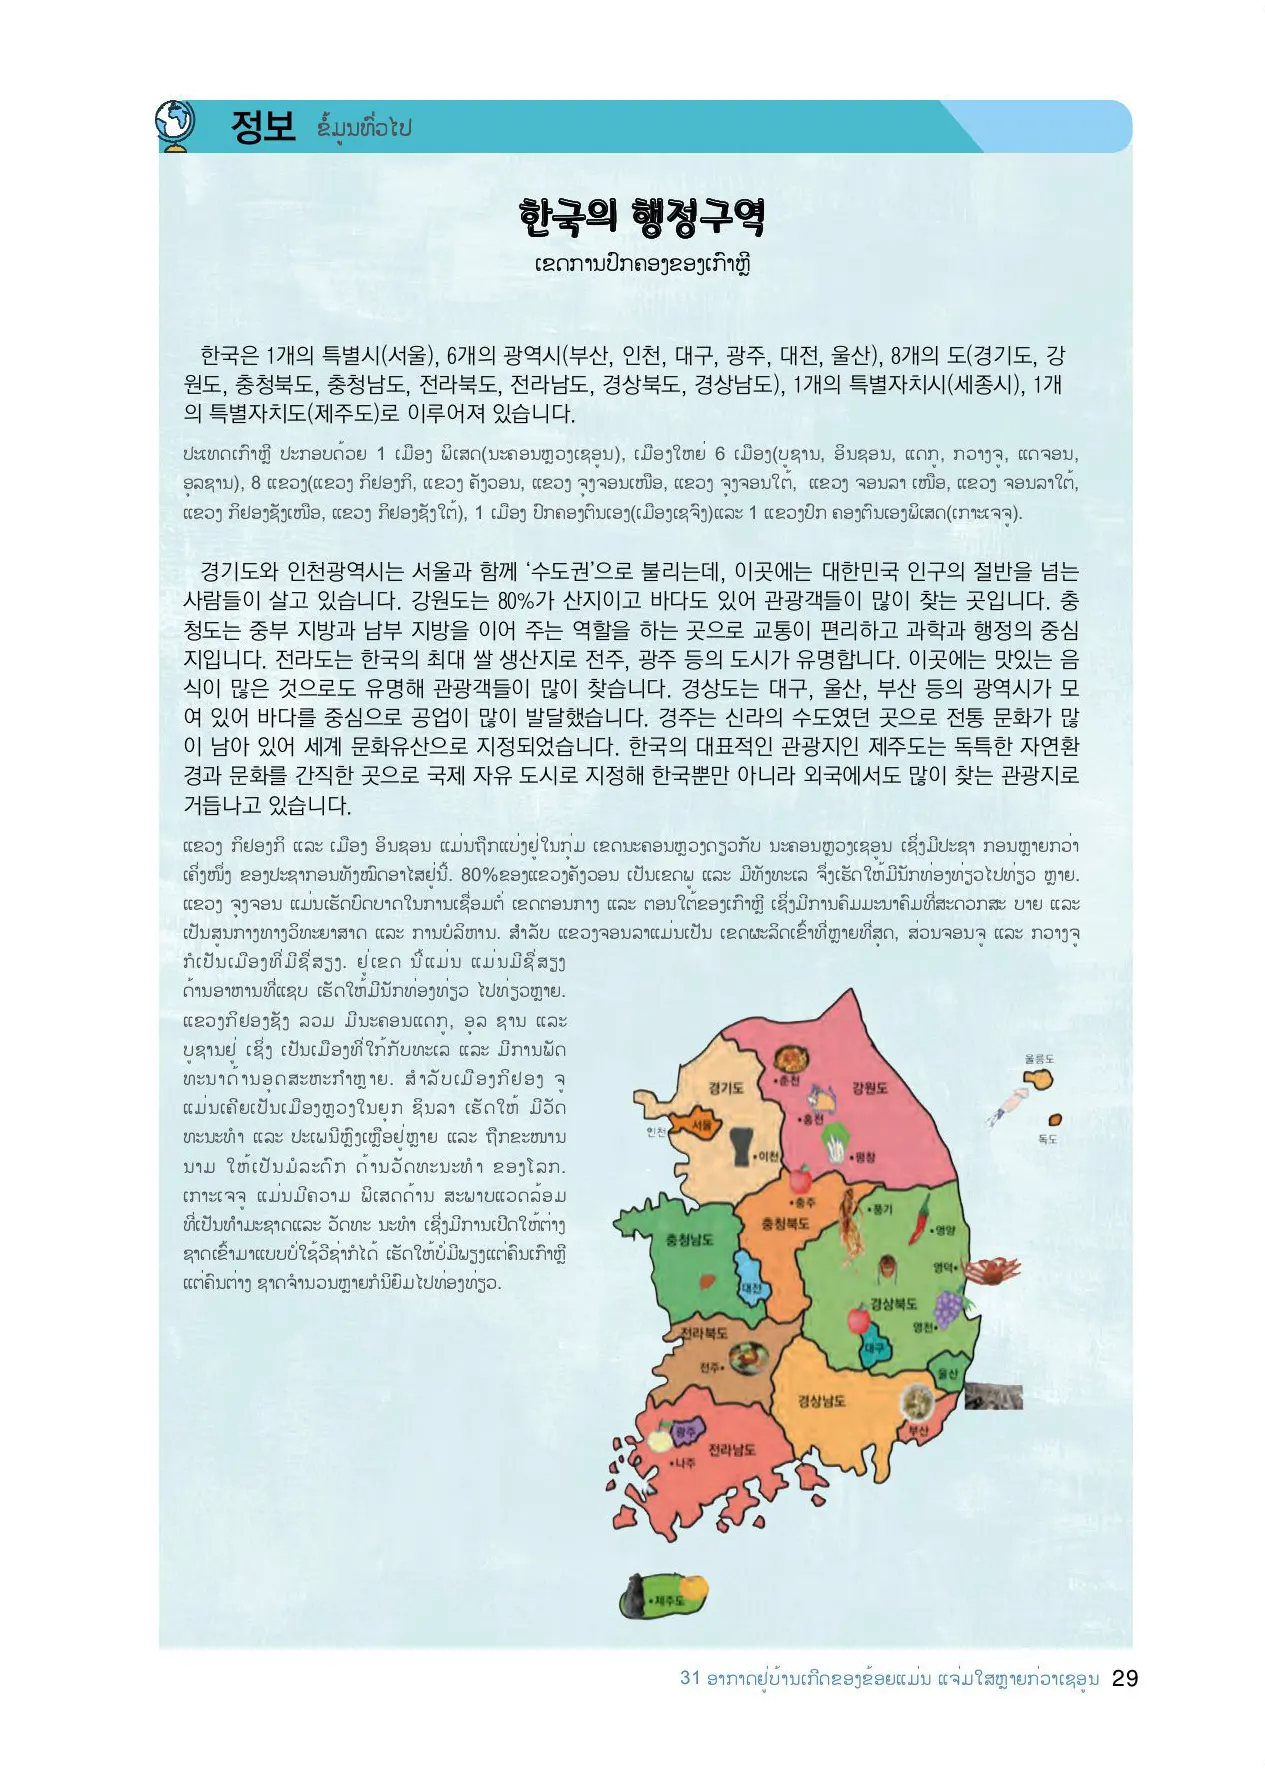 정보 ຂໍ້ມູນທົ່ວໄປ
한국의 행정구역
ເຂດການປົກຄອງຂອງເກົາຫຼີ
한국은 1개의 특별시(서울), 6개의 광역시(부산, 인천, 대구, 광주, 대전, 울산), 8개의 도(경기도, 강
원도, 충청북도, 충청남도, 전라북도, 전라남도, 경상북도, 경상남도), 1개의 특별자치시(세종시), 1개
의 특별자치도(제주도)로 이루어져 있습니다.
ປະເທດເກົາຫຼີ ປະກອບດ້ວຍ 1 ເມືອງ ພິເສດ(ນະຄອນຫຼວງເຊອູນ), ເມືອງໃຫຍ່ 6 ເມືອງ(ບູຊານ, ອິນຊອນ, ແດກູ, ກວາງຈູ, ແດຈອນ,
ອຸລຊານ), 8 ແຂວງ(ແຂວງ ກິຢອງກິ, ແຂວງ ຄັງວອນ, ແຂວງ ຈຸງຈອນເໜືອ, ແຂວງ ຈຸງຈອນໃຕ້, ແຂວງ ຈອນລາ ເໜືອ, ແຂວງ ຈອນລາໃຕ້,
ແຂວງ ກິຢອງຊັງເໜືອ, ແຂວງ ກິຢອງຊັງໃຕ້), 1 ເມືອງ ປົກຄອງຕົນເອງ(ເມືອງເຊຈົງ)ແລະ 1 ແຂວງປົກ ຄອງຕົນເອງພິເສດ(ເກາະເຈຈູ).
경기도와 인천광역시는 서울과 함께 ‘수도권’으로 불리는데, 이곳에는 대한민국 인구의 절반을 넘는
사람들이 살고 있습니다. 강원도는 80%가 산지이고 바다도 있어 관광객들이 많이 찾는 곳입니다. 충
청도는 중부 지방과 남부 지방을 이어 주는 역할을 하는 곳으로 교통이 편리하고 과학과 행정의 중심
지입니다. 전라도는 한국의 최대 쌀 생산지로 전주, 광주 등의 도시가 유명합니다. 이곳에는 맛있는 음
식이 많은 것으로도 유명해 관광객들이 많이 찾습니다. 경상도는 대구, 울산, 부산 등의 광역시가 모
여 있어 바다를 중심으로 공업이 많이 발달했습니다. 경주는 신라의 수도였던 곳으로 전통 문화가 많
이 남아 있어 세계 문화유산으로 지정되었습니다. 한국의 대표적인 관광지인 제주도는 독특한 자연환
경과 문화를 간직한 곳으로 국제 자유 도시로 지정해 한국뿐만 아니라 외국에서도 많이 찾는 관광지로
거듭나고 있습니다.
ແຂວງ ກິຢອງກິ ແລະ ເມືອງ ອິນຊອນ ແມ່ນຖືກແບ່ງຢູ່ໃນກຸ່ມ ເຂດນະຄອນຫຼວງດຽວກັບ ນະຄອນຫຼວງເຊອູນ ເຊິ່ງມີປະຊາ ກອນຫຼາຍກວ່າ
ເຄິ່ງໜຶ່ງ ຂອງປະຊາກອນທັງໝົດອາໄສຢູ່ນີ້. 80%ຂອງແຂວງຄັງວອນ ເປັນເຂດພູ ແລະ ມີທັງທະເລ ຈຶ່ງເຮັດໃຫ້ມີນັກທ່ອງທ່ຽວໄປທ່ຽວ ຫຼາຍ.
ແຂວງ ຈຸງຈອນ ແມ່ນເຮັດບົດບາດໃນການເຊື່ອມຕໍ່ ເຂດຕອນກາງ ແລະ ຕອນໃຕ້ຂອງເກົາຫຼີ ເຊິ່ງມີການຄົມມະນາຄົມທີ່ສະດວກສະ ບາຍ ແລະ
ເປັນສູນກາງທາງວິທະຍາສາດ ແລະ ການບໍລິຫານ. ສຳລັບ ແຂວງຈອນລາແມ່ນເປັນ ເຂດຜະລິດເຂົ້າທີ່ຫຼາຍທີ່ສຸດ, ສ່ວນຈອນຈູ ແລະ ກວາງຈູ
ກໍເປັນເມືອງທີ່ມີຊື່ສຽງ. ຢູ່ເຂດ ນີ້ແມ່ນ ແມ່ນມີຊື່ສຽງ
ດ້ານອາຫານທີ່ແຊບ ເຮັດໃຫ້ມີນັກທ່ອງທ່ຽວ ໄປທ່ຽວຫຼາຍ.
ແຂວງກິຢອງຊັງ ລວມ ມີນະຄອນແດກູ, ອຸລ ຊານ ແລະ
ບູຊານຢູ່ ເຊິ່ງ ເປັນເມືອງທີ່ໃກ້ກັບທະເລ ແລະ ມີການພັດ
ທະນາດ້ານອຸດສະຫະກຳຫຼາຍ. ສຳລັບເມືອງກິຢອງ ຈູ
ແມ່ນເຄີຍເປັນເມືອງຫຼວງໃນຍຸກ ຊິນລາ ເຮັດໃຫ້ ມີວັດ
ທະນະທຳ ແລະ ປະເພນີຫຼົງເຫຼືອຢູ່ຫຼາຍ ແລະ ຖືກຂະໜານ
ນາມ ໃຫ້ເປັນມໍລະດົກ ດ້ານວັດທະນະທຳ ຂອງໂລກ.
ເກາະເຈຈູ ແມ່ນມີຄວາມ ພິເສດດ້ານ ສະພາບແວດລ້ອມ
ທີ່ເປັນທຳມະຊາດແລະ ວັດທະ ນະທຳ ເຊິ່ງມີການເປີດໃຫ້ຕ່າງ
ຊາດເຂົ້າມາແບບບໍ່ໃຊ້ວີຊ່າກໍໄດ້ ເຮັດໃຫ້ບໍ່ມີພຽງແຕ່ຄົນເກົາຫຼີ
ແຕ່ຄົນຕ່າງ ຊາດຈຳນວນຫຼາຍກໍນິຍົມໄປທ່ອງທ່ຽວ.
울릉도
•춘천
경기도
강원도
•홍천
서울
인천
독도
•이천
•평창
•충주
•풍기
충청북도
•영양
충청남도
영덕•
대전
경상북도
영천•
전라북도
대구
전주•
울산
경상남도
광주
부산
전라남도
•나주
•제주도
31 ອາກາດຢູ່ບ້ານເກີດຂອງຂ້ອຍແມ່ນ ແຈ່ມໃສຫຼາຍກ່ວາເຊອູນ 29